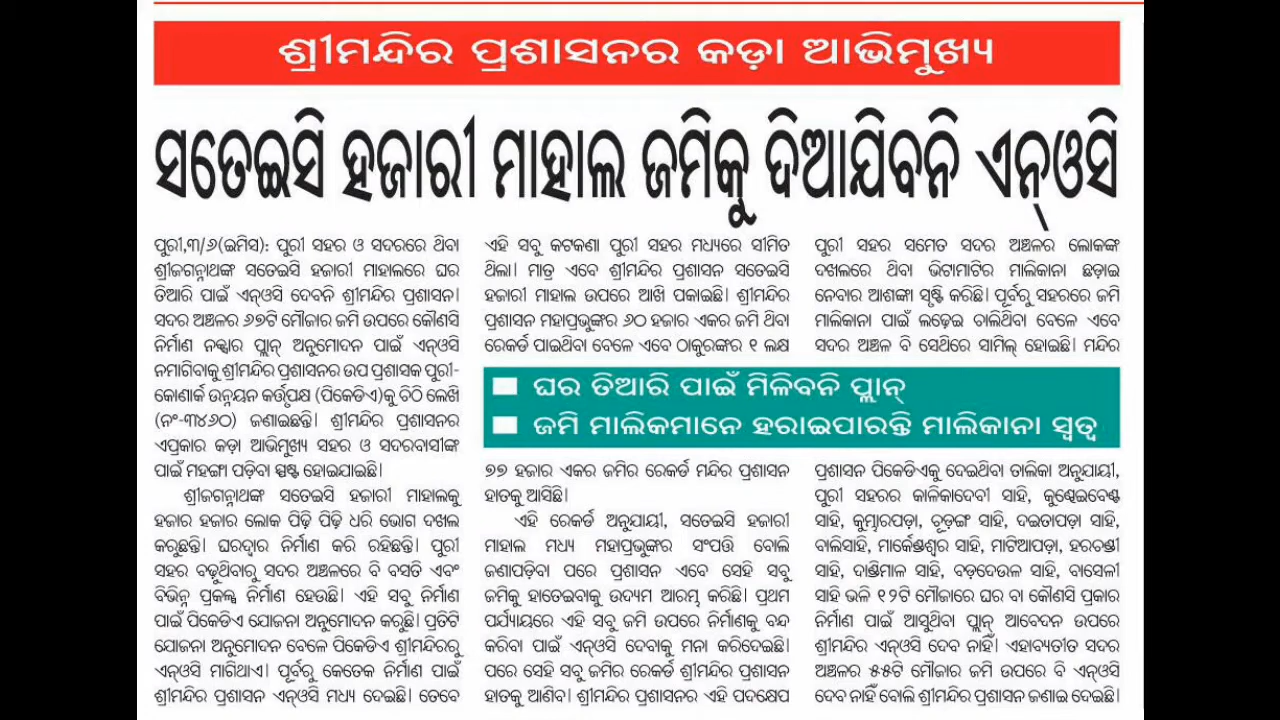 ଶ୍ରୀମନ୍ଦିର ପ୍ରଶାସନର କଡ଼ା ଆଭିମୁଖ୍ୟ
ସତେଇସି ହଜାରୀ ମାହାଲ ଜମିକୁ ଦିଆଯିବନି ଏନ୍‌ଓସି
ପୁରୀ,୩/୬(ଇମିସ): ପୁରୀ ସହର ଓ ସଦରରେ ଥିବା
ଶ୍ରୀଜଗନ୍ନାଥଙ୍କ ସତେଇସି ହଜାରୀ ମାହାଲରେ ଘର
ତିଆରି ପାଇଁ ଏନ୍‌ଓସି ଦେବନି ଶ୍ରୀମନ୍ଦିର ପ୍ରଶାସନ।
ସଦର ଅଞ୍ଚଳର ୬୭ଟି ମୌଜାର ଜମି ଉପରେ କୌଣସି
ନିର୍ମାଣ ନକ୍ସାର ପ୍ଲାନ୍ ଅନୁମୋଦନ ପାଇଁ ଏନ୍‌ଓସି
ନମାଗିବାକୁ ଶ୍ରୀମନ୍ଦିର ପ୍ରଶାସନର ଉପ ପ୍ରଶାସକ ପୁରୀ-
କୋଣାର୍କ ଉନ୍ନୟନ କର୍ତ୍ତୃପକ୍ଷ (ପିକେଡିଏ)କୁ ଚିଠି ଲେଖି
(ନଂ-୩୪୬୦) ଜଣାଇଛନ୍ତି। ଶ୍ରୀମନ୍ଦିର ପ୍ରଶାସନର
ଏପ୍ରକାର କଡ଼ା ଆଭିମୁଖ୍ୟ ସହର ଓ ସଦରବାସୀଙ୍କ
ପାଇଁ ମହଙ୍ଗା ପଡ଼ିବା ସ୍ପଷ୍ଟ ହୋଇଯାଇଛି।
ଶ୍ରୀଜଗନ୍ନାଥଙ୍କ ସତେଇସି ହଜାରୀ ମାହାଲକୁ
ହଜାର ହଜାର ଲୋକ ପିଢ଼ି ପିଢ଼ି ଧରି ଭୋଗ ଦଖଲ
କରୁଛନ୍ତି। ଘରଦ୍ୱାର ନିର୍ମାଣ କରି ରହିଛନ୍ତି। ପୁରୀ
ସହର ବଢ଼ୁଥିବାରୁ ସଦର ଅଞ୍ଚଳରେ ବି ବସତି ଏବଂ
ବିଭିନ୍ନ ପ୍ରକଳ୍ପ ନିର୍ମାଣ ହେଉଛି। ଏହି ସବୁ ନିର୍ମାଣ
ପାଇଁ ପିକେଡିଏ ଯୋଜନା ଅନୁମୋଦନ କରୁଛି। ପ୍ରତିଟି
ଯୋଜନା ଅନୁମୋଦନ ବେଳେ ପିକେଡିଏ ଶ୍ରୀମନ୍ଦିରରୁ
ଏନ୍‌ଓସି ମାଗିଥାଏ। ପୂର୍ବରୁ କେତେକ ନିର୍ମାଣ ପାଇଁ
ଶ୍ରୀମନ୍ଦିର ପ୍ରଶାସନ ଏନ୍‌ଓସି ମଧ୍ୟ ଦେଇଛି। ତେବେ
ଏହି ସବୁ କଟକଣା ପୁରୀ ସହର ମଧ୍ୟରେ ସୀମିତ
ଥିଲା। ମାତ୍ର ଏବେ ଶ୍ରୀମନ୍ଦିର ପ୍ରଶାସନ ସତେଇସି
ହଜାରୀ ମାହାଲ ଉପରେ ଆଖି ପକାଇଛି। ଶ୍ରୀମନ୍ଦିର
ପ୍ରଶାସନ ମହାପ୍ରଭୁଙ୍କର ୬୦ ହଜାର ଏକର ଜମି ଥିବା
ରେକର୍ଡ ପାଇଥିବା ବେଳେ ଏବେ ଠାକୁରଙ୍କର ୧ ଲକ୍ଷ
୭୭ ହଜାର ଏକର ଜମିର ରେକର୍ଡ ମନ୍ଦିର ପ୍ରଶାସନ
ହାତକୁ ଆସିଛି।
ଏହି ରେକର୍ଡ ଅନୁଯାୟୀ, ସତେଇସି ହଜାରୀ
ମାହାଲ ମଧ୍ୟ ମହାପ୍ରଭୁଙ୍କର ସଂପତ୍ତି ବୋଲି
ଜଣାପଡ଼ିବା ପରେ ପ୍ରଶାସନ ଏବେ ସେହି ସବୁ
ଜମିକୁ ହାତେଇବାକୁ ଉଦ୍ୟମ ଆରମ୍ଭ କରିଛି। ପ୍ରଥମ
ପର୍ଯ୍ୟାୟରେ ଏହି ସବୁ ଜମି ଉପରେ ନିର୍ମାଣକୁ ବନ୍ଦ
କରିବା ପାଇଁ ଏନ୍‌ଓସି ଦେବାକୁ ମନା କରିଦେଇଛି।
ପରେ ସେହି ସବୁ ଜମିର ରେକର୍ଡ ଶ୍ରୀମନ୍ଦିର ପ୍ରଶାସନ
ହାତକୁ ଆଣିବା ଶ୍ରୀମନ୍ଦିର ପ୍ରଶାସନର ଏହି ପଦକ୍ଷେପ
ପୁରୀ ସହର ସମେତ ସଦର ଅଞ୍ଚଳର ଲୋକଙ୍କ
ଦଖଲରେ ଥିବା ଭିଟାମାଟିର ମାଲିକାନା ଛଡ଼ାଇ
ନେବାର ଆଶଙ୍କା ସୃଷ୍ଟି କରିଛି। ପୂର୍ବରୁ ସହରରେ ଜମି
ମାଲିକାନା ପାଇଁ ଲଢ଼େଇ ଚାଲିଥିବା ବେଳେ ଏବେ
ସଦର ଅଞ୍ଚଳ ବି ସେଥିରେ ସାମିଲ୍ ହୋଇଛି। ମନ୍ଦିର
ଘର ତିଆରି ପାଇଁ ମିଳିବନି ପ୍ଲାନ୍
ଜମି ମାଲିକମାନେ ହରାଇପାରନ୍ତି ମାଲିକାନା ସ୍ୱତ୍ୱ
ପ୍ରଶାସନ ପିକେଡିଏକୁ ଦେଇଥିବା ତାଲିକା ଅନୁଯାୟୀ,
ପୁରୀ ସହରର କାଳିକାଦେବୀ ସାହି, କୁଣ୍ଢେଇବେଣ୍ଟ
ସାହି, କୁମ୍ଭାରପଡ଼ା, ଚୂଡ଼ଙ୍ଗ ସାହି, ଦଇତାପଡ଼ା ସାହି,
ବାଲିସାହି, ମାର୍କେଣ୍ଡଶ୍ୱର ସାହି, ମାଟିଆପଡ଼ା, ହରଚଣ୍ଡୀ
ସାହି, ଦାଣ୍ଡିମାଳ ସାହି, ବଡ଼ଦେଉଳ ସାହି, ବାସେଳୀ
ସାହି ଭଳି ୧୨ଟି ମୌଜାରେ ଘର ବା କୌଣସି ପ୍ରକାର
ନିର୍ମାଣ ପାଇଁ ଆସୁଥିବା ପ୍ଲାନ୍ ଆବେଦନ ଉପରେ
ଶ୍ରୀମନ୍ଦିର ଏନ୍‌ଓସି ଦେବ ନାହିଁ। ଏହାବ୍ୟତୀତ ସଦର
ଅଞ୍ଚଳର ୫୫ଟି ମୌଜାର ଜମି ଉପରେ ବି ଏନ୍‌ଓସି
ଦେବ ନାହିଁ ବୋଲି ଶ୍ରୀମନ୍ଦିର ପ୍ରଶାସନ ଜଣାଇ ଦେଇଛି।